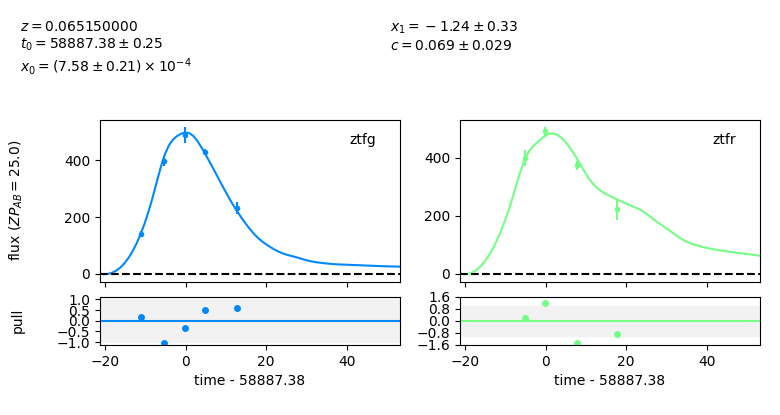 z = 0.065150000
t₀ = 58887.38 ± 0.25
x₀ = (7.58 ± 0.21) × 10⁻⁴
x₁ = −1.24 ± 0.33
c = 0.069 ± 0.029
flux (ZP_AB = 25.0)
400
200
0
ztfg
400
200
0
ztfr
pull
1.0
0.5
0.0
−0.5
−1.0
−20 0 20 40
time - 58887.38
1.6
0.8
0.0
−0.8
−1.6
−20 0 20 40
time - 58887.38